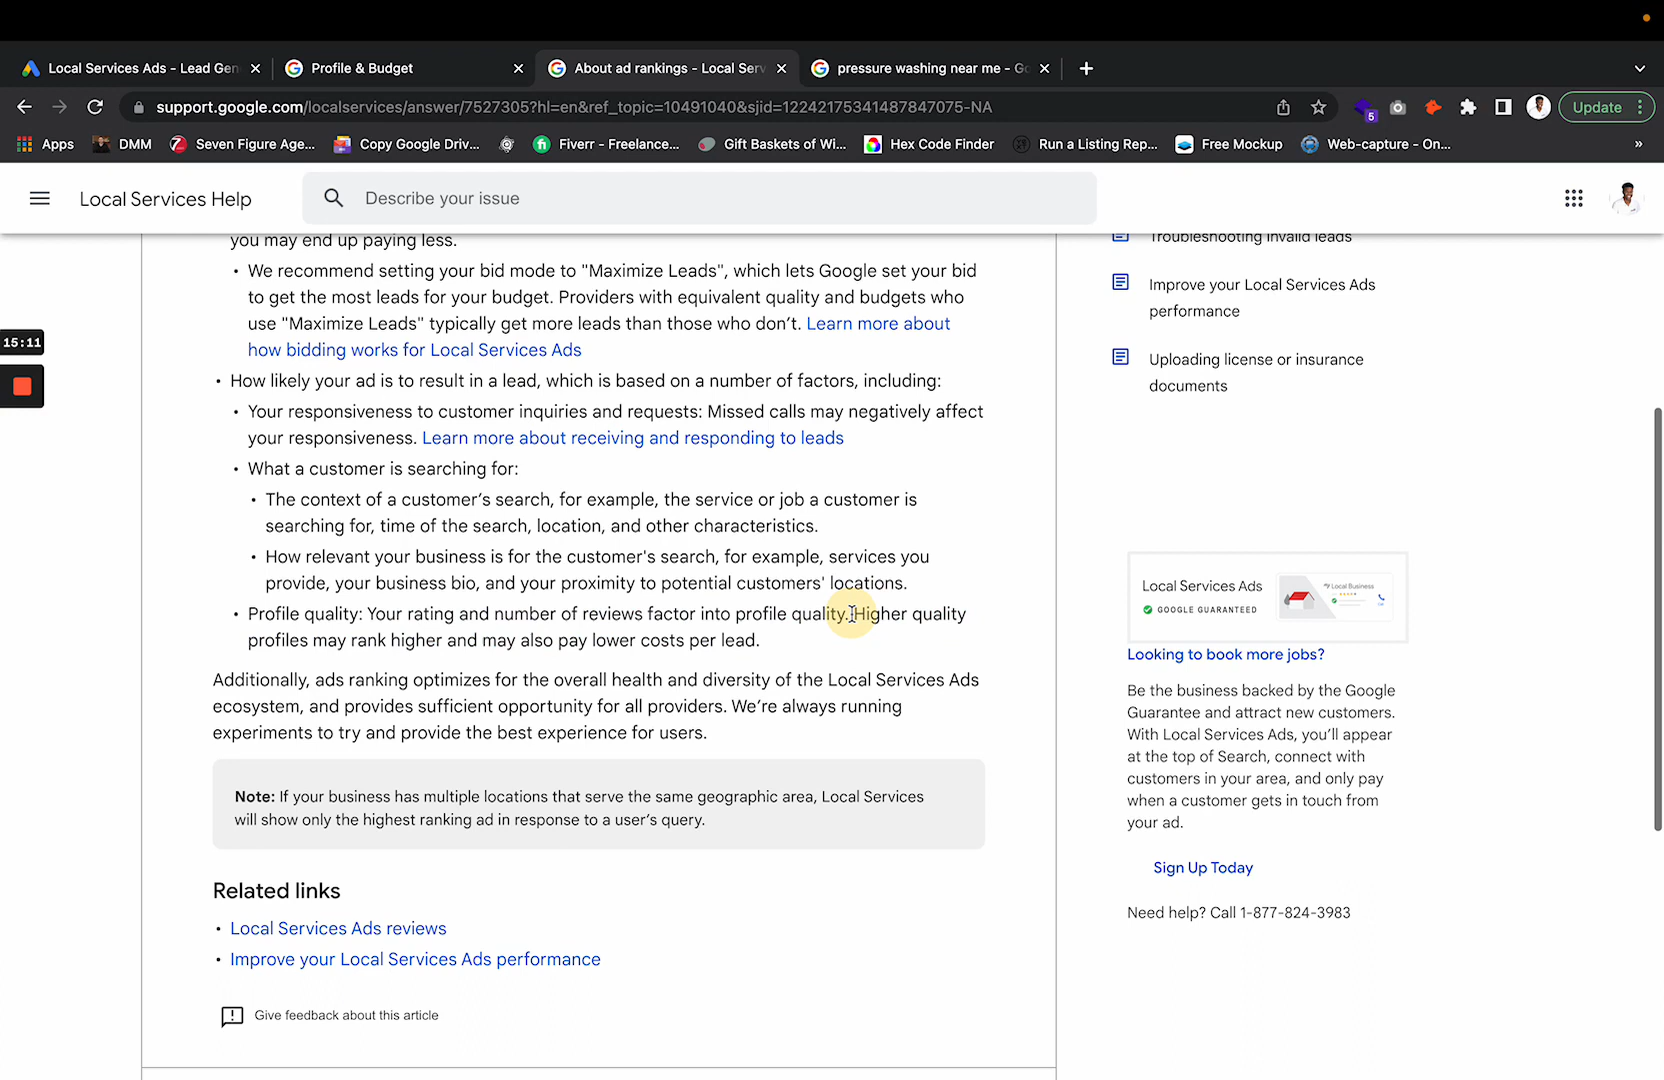 Local Services Ads - Lead Gen
Profile & Budget
About ad rankings - Local Serv
pressure washing near me - Go
support.google.com/localservices/answer/7527305?hl=en&ref_topic=10491040&sjid=12242175341487847075-NA
5
Update
Apps
DMM
Seven Figure Age...
Copy Google Driv...
Fiverr - Freelance...
Gift Baskets of Wi...
Hex Code Finder
Run a Listing Rep...
Free Mockup
Web-capture - On...
»
Local Services Help
Describe your issue
15:11
you may end up paying less.
• We recommend setting your bid mode to "Maximize Leads", which lets Google set your bid
to get the most leads for your budget. Providers with equivalent quality and budgets who
use "Maximize Leads" typically get more leads than those who don’t. Learn more about
how bidding works for Local Services Ads
• How likely your ad is to result in a lead, which is based on a number of factors, including:
• Your responsiveness to customer inquiries and requests: Missed calls may negatively affect
your responsiveness. Learn more about receiving and responding to leads
• What a customer is searching for:
• The context of a customer’s search, for example, the service or job a customer is
searching for, time of the search, location, and other characteristics.
• How relevant your business is for the customer's search, for example, services you
provide, your business bio, and your proximity to potential customers' locations.
• Profile quality: Your rating and number of reviews factor into profile quality. Higher quality
profiles may rank higher and may also pay lower costs per lead.
Additionally, ads ranking optimizes for the overall health and diversity of the Local Services Ads
ecosystem, and provides sufficient opportunity for all providers. We’re always running
experiments to try and provide the best experience for users.
Note: If your business has multiple locations that serve the same geographic area, Local Services
will show only the highest ranking ad in response to a user’s query.
Related links
• Local Services Ads reviews
• Improve your Local Services Ads performance
Give feedback about this article
Troubleshooting invalid leads
Improve your Local Services Ads
performance
Uploading license or insurance
documents
Local Services Ads
GOOGLE GUARANTEED
Local Business
Looking to book more jobs?
Be the business backed by the Google
Guarantee and attract new customers.
With Local Services Ads, you’ll appear
at the top of Search, connect with
customers in your area, and only pay
when a customer gets in touch from
your ad.
Sign Up Today
Need help? Call 1-877-824-3983